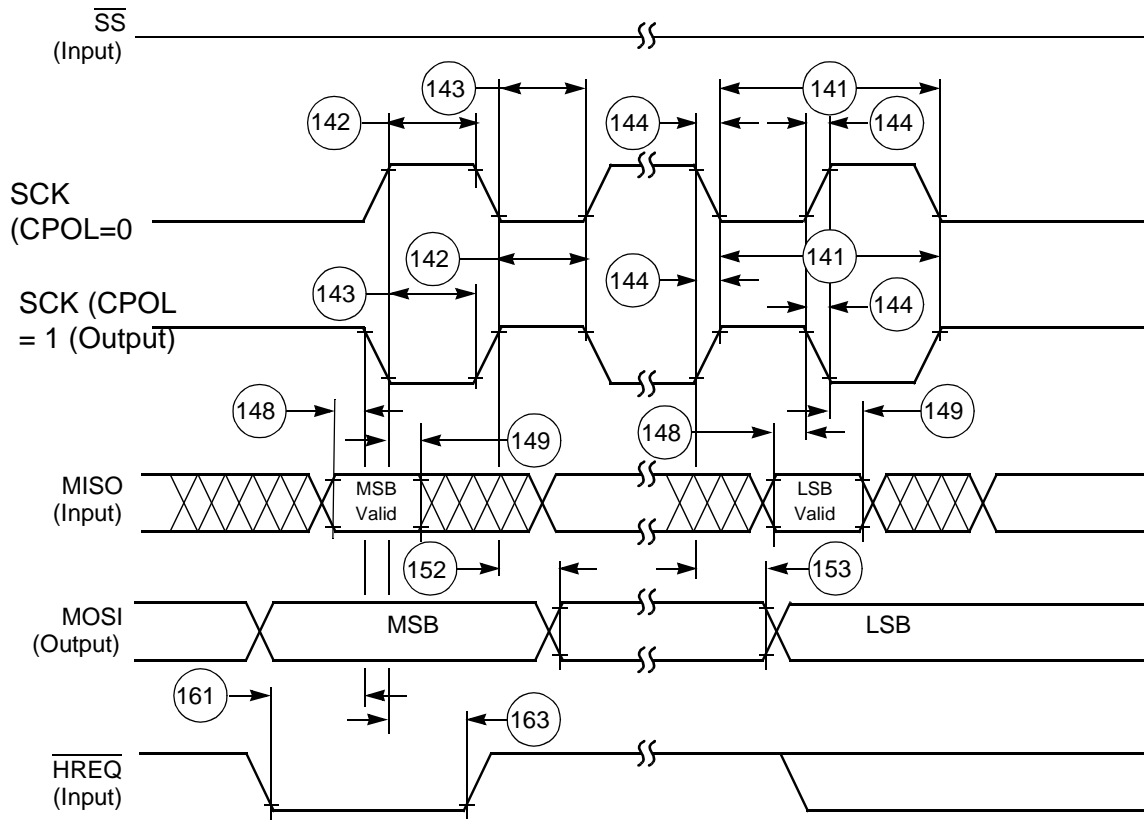 SS
(Input)
143
141
142
144
144
SCK
(CPOL=0
142
141
143
144
144
SCK (CPOL
= 1 (Output)
148
149
148
149
MISO
(Input)
MSB
Valid
LSB
Valid
152
153
MOSI
(Output)
MSB
LSB
161
163
HREQ
(Input)